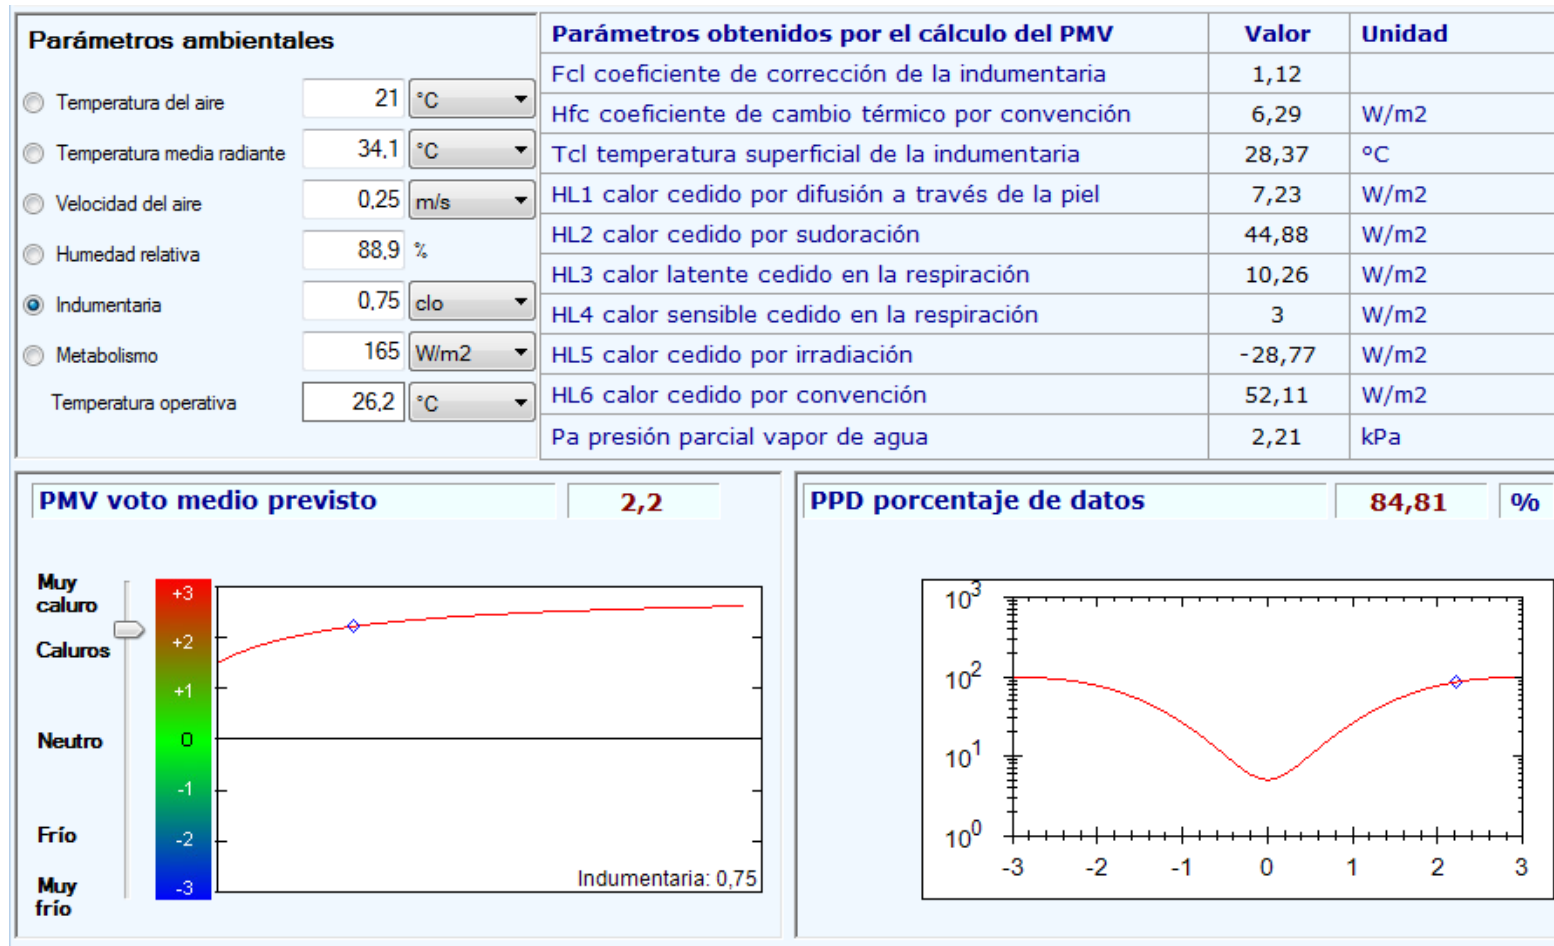 Parámetros ambientales
Temperatura del aire 21 °C
Temperatura media radiante 34,1 °C
Velocidad del aire 0,25 m/s
Humedad relativa 88,9 %
Indumentaria 0,75 clo
Metabolismo 165 W/m2
Temperatura operativa 26,2 °C
Parámetros obtenidos por el cálculo del PMV Valor Unidad
Fcl coeficiente de corrección de la indumentaria 1,12
Hfc coeficiente de cambio térmico por convención 6,29 W/m2
Tcl temperatura superficial de la indumentaria 28,37 °C
HL1 calor cedido por difusión a través de la piel 7,23 W/m2
HL2 calor cedido por sudoración 44,88 W/m2
HL3 calor latente cedido en la respiración 10,26 W/m2
HL4 calor sensible cedido en la respiración 3 W/m2
HL5 calor cedido por irradiación -28,77 W/m2
HL6 calor cedido por convención 52,11 W/m2
Pa presión parcial vapor de agua 2,21 kPa
PMV voto medio previsto 2,2
Muy
caluro
Caluros
Neutro
Frío
Muy
frío
+3
+2
+1
0
-1
-2
-3
Indumentaria: 0,75
PPD porcentaje de datos 84,81 %
10³
10²
10¹
10⁰
-3 -2 -1 0 1 2 3